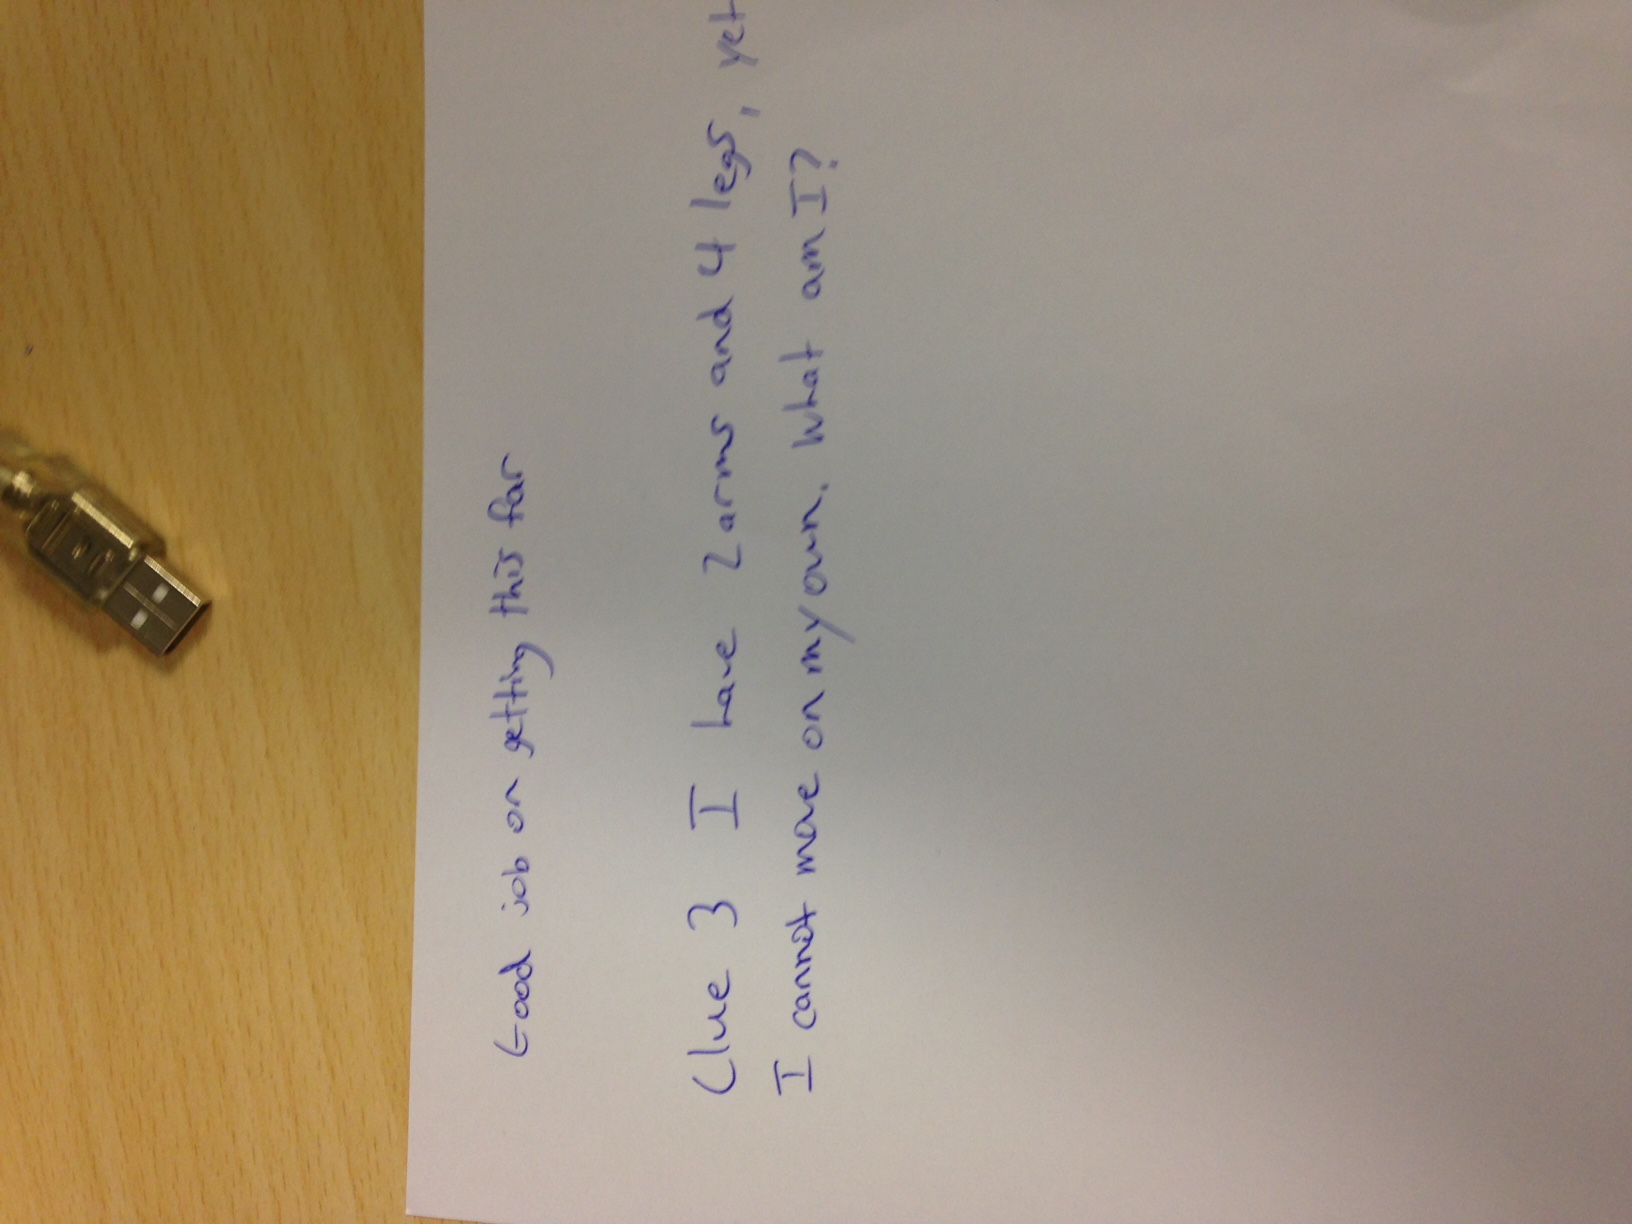 Good job on getting this far
Clue 3 I have 2 arms and 4 legs, yet
I cannot move on my own. What am I?